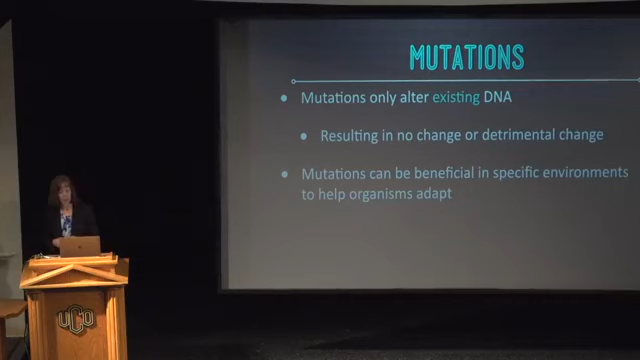 MUTATIONS
Mutations only alter existing DNA
Resulting in no change or detrimental change
Mutations can be beneficial in specific environments
to help organisms adapt
UCO